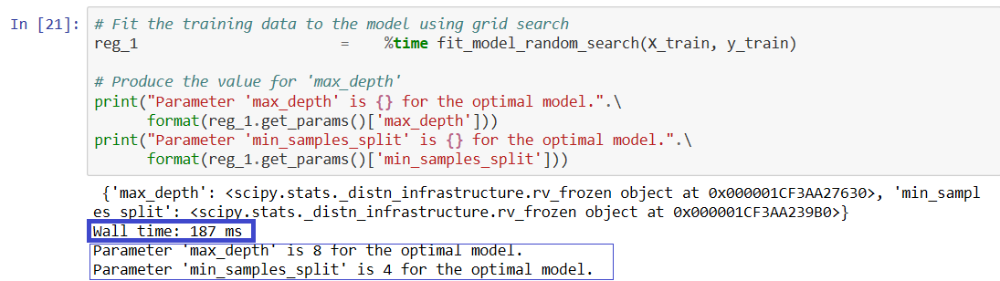 In [21]: # Fit the training data to the model using grid search
reg_1 = %time fit_model_random_search(X_train, y_train)
# Produce the value for 'max_depth'
print("Parameter 'max_depth' is {} for the optimal model.".\
format(reg_1.get_params()['max_depth']))
print("Parameter 'min_samples_split' is {} for the optimal model.".\
format(reg_1.get_params()['min_samples_split']))
{'max_depth': <scipy.stats._distn_infrastructure.rv_frozen object at 0x000001CF3AA27630>, 'min_sampl
es_split': <scipy.stats._distn_infrastructure.rv_frozen object at 0x000001CF3AA239B0>}
Wall time: 187 ms
Parameter 'max_depth' is 8 for the optimal model.
Parameter 'min_samples_split' is 4 for the optimal model.